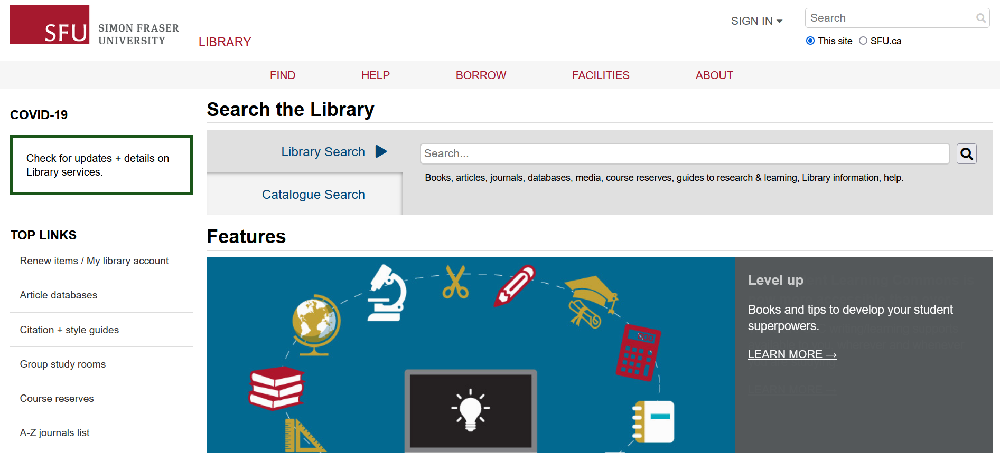 SFU
SIMON FRASER
UNIVERSITY
LIBRARY
SIGN IN
Search
This site
SFU.ca
FIND
HELP
BORROW
FACILITIES
ABOUT
COVID-19
Check for updates + details on
Library services.
TOP LINKS
Renew items / My library account
Article databases
Citation + style guides
Group study rooms
Course reserves
A-Z journals list
Search the Library
Library Search
Search...
Books, articles, journals, databases, media, course reserves, guides to research & learning, Library information, help.
Catalogue Search
Features
Level up
Books and tips to develop your student
superpowers.
LEARN MORE →
LEARN MORE →